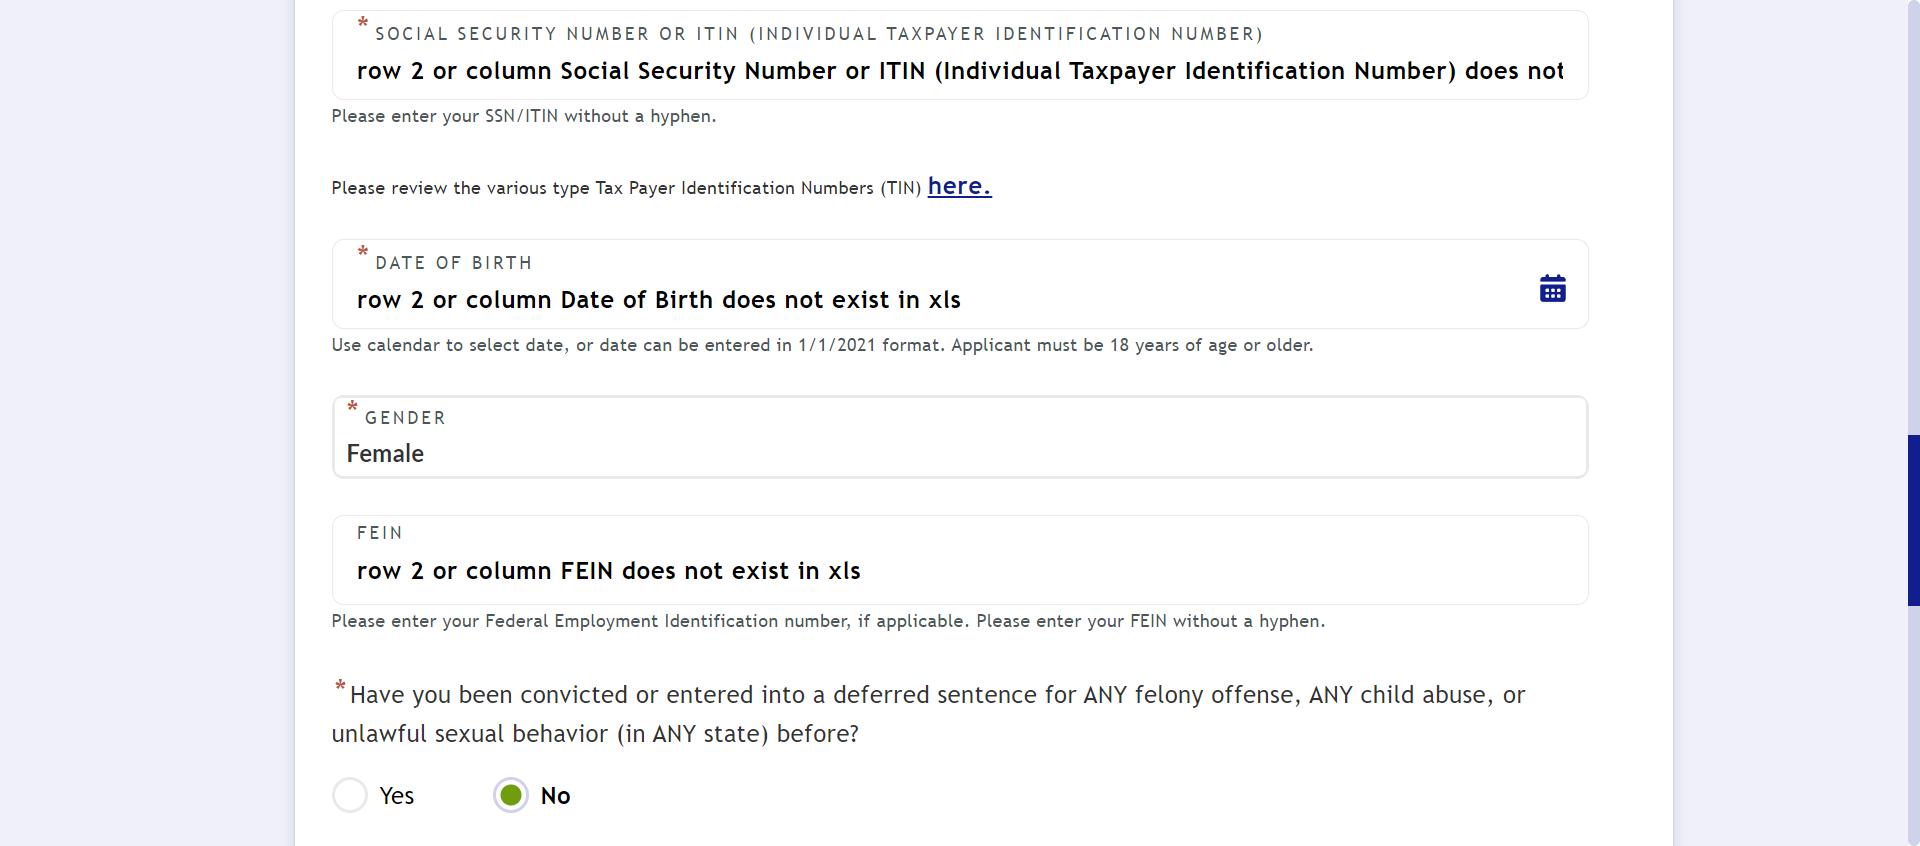 * SOCIAL SECURITY NUMBER OR ITIN (INDIVIDUAL TAXPAYER IDENTIFICATION NUMBER)
row 2 or column Social Security Number or ITIN (Individual Taxpayer Identification Number) does not
Please enter your SSN/ITIN without a hyphen.
Please review the various type Tax Payer Identification Numbers (TIN) here.
* DATE OF BIRTH
row 2 or column Date of Birth does not exist in xls
Use calendar to select date, or date can be entered in 1/1/2021 format. Applicant must be 18 years of age or older.
* GENDER
Female
FEIN
row 2 or column FEIN does not exist in xls
Please enter your Federal Employment Identification number, if applicable. Please enter your FEIN without a hyphen.
* Have you been convicted or entered into a deferred sentence for ANY felony offense, ANY child abuse, or
unlawful sexual behavior (in ANY state) before?
Yes No